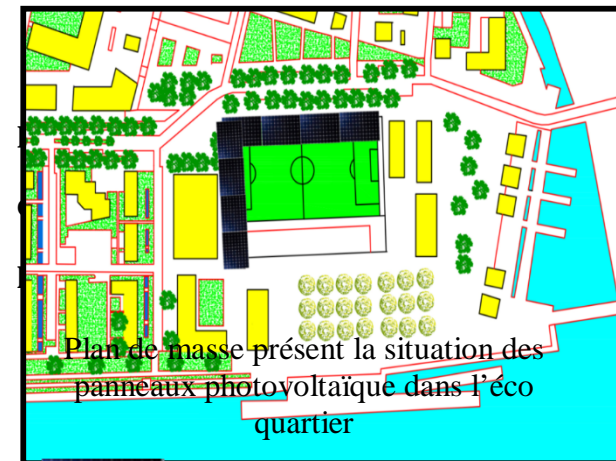 Plan de masse présent la situation des
panneaux photovoltaïque dans l’éco
quartier